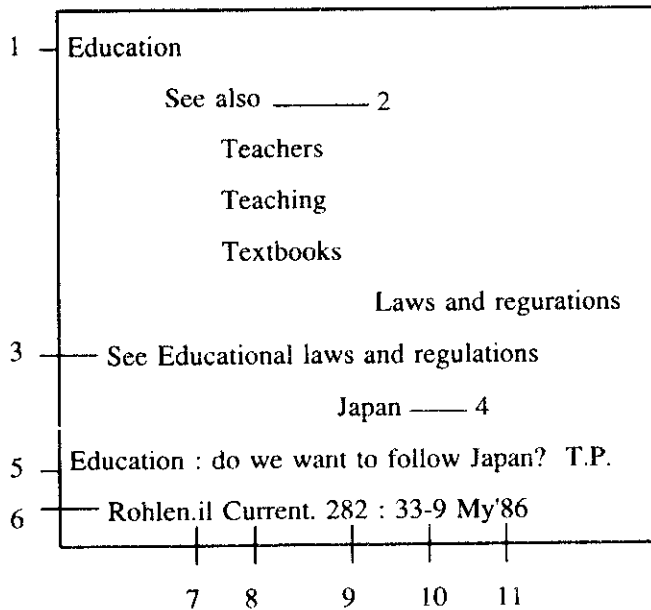 1 Education
See also 2
Teachers
Teaching
Textbooks
Laws and regurations
3 See Educational laws and regulations
Japan 4
5 Education : do we want to follow Japan? T.P.
6 Rohlen.il Current. 282 : 33-9 My'86
7 8 9 10 11